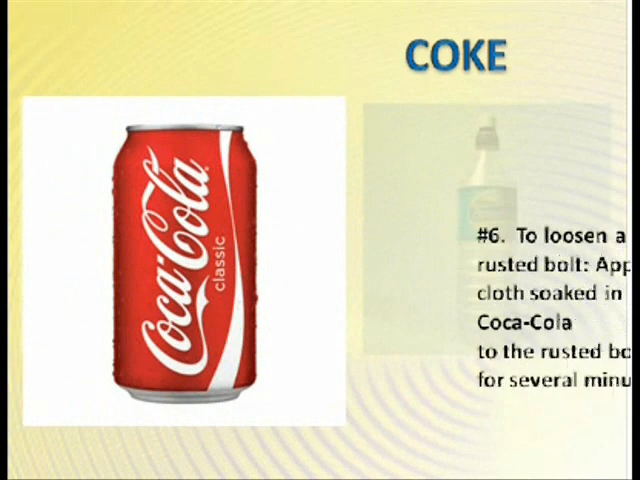 COKE
Coca-Cola
classic
#6. To loosen a
rusted bolt: App
cloth soaked in
Coca-Cola
to the rusted bo
for several minu